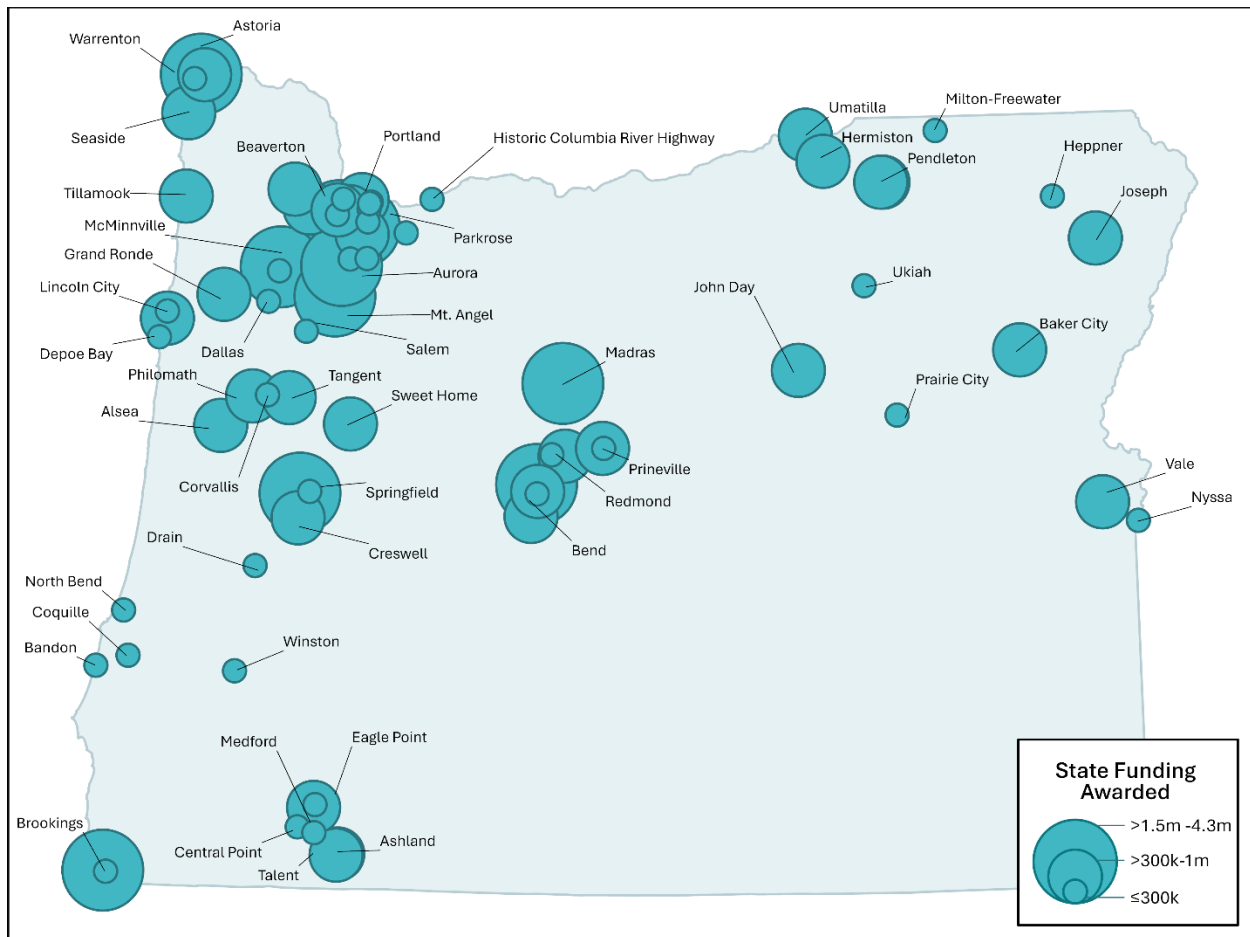 Astoria
Warrenton
Seaside
Beaverton
Portland
Historic Columbia River Highway
Umatilla
Milton-Freewater
Hermiston
Pendleton
Heppner
Joseph
Tillamook
McMinnville
Parkrose
Grand Ronde
Aurora
Lincoln City
Ukiah
John Day
Mt. Angel
Baker City
Depoe Bay
Dallas
Salem
Madras
Philomath
Tangent
Prairie City
Sweet Home
Alsea
Vale
Prineville
Corvallis
Springfield
Redmond
Nyssa
Drain
Creswell
Bend
North Bend
Coquille
Bandon
Winston
Medford
Eagle Point
Brookings
Central Point
Ashland
Talent
State Funding
Awarded
>1.5m -4.3m
>300k-1m
≤300k